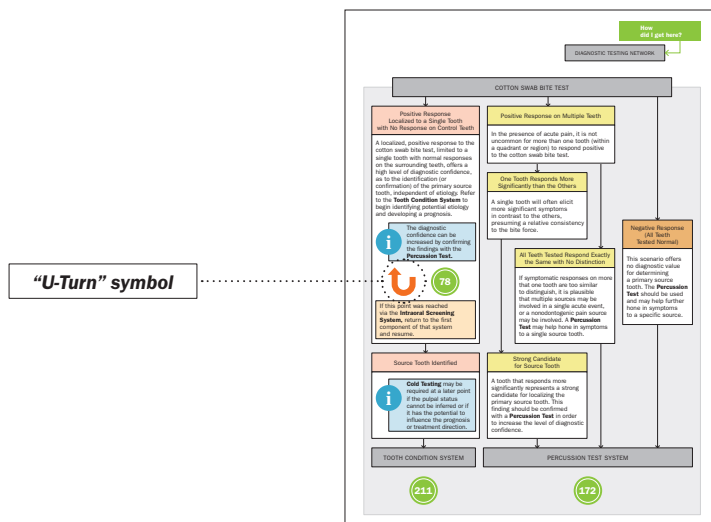 How
did I get here?
DIAGNOSTIC TESTING NETWORK
COTTON SWAB BITE TEST
Positive Response
Localized to a Single Tooth
with No Response on Control Teeth
A localized, positive response to the
cotton swab bite test, limited to a
single tooth with normal responses
on the surrounding teeth, offers a
high level of diagnostic confidence,
as to the identification (or
confirmation) of the primary source
tooth, independent of etiology. Refer
to the Tooth Condition System to
begin identifying potential etiology
and developing a prognosis.
i
The diagnostic
confidence can be
increased by confirming
the findings with the
Percussion Test.
"U-Turn" symbol
78
If this point was reached
via the Intraoral Screening
System, return to the first
component of that system
and resume.
Source Tooth Identified
i
Cold Testing may be
required at a later point
if the pulpal status
cannot be inferred or if
it has the potential to
influence the prognosis
or treatment direction.
TOOTH CONDITION SYSTEM
211
Positive Response on Multiple Teeth
In the presence of acute pain, it is not
uncommon for more than one tooth (within
a quadrant or region) to respond positive
to the cotton swab bite test.
One Tooth Responds More
Significantly than the Others
A single tooth will often elicit
more significant symptoms
in contrast to the others,
presuming a relative consistency
to the bite force.
All Teeth Tested Respond Exactly
the Same with No Distinction
If symptomatic responses on more
that one tooth are too similar
to distinguish, it is plausible
that multiple sources may be
involved in a single acute event,
or a nonodontogenic pain source
may be involved. A Percussion
Test may help hone in symptoms
to a single source tooth.
Strong Candidate
for Source Tooth
A tooth that responds more
significantly represents a strong
candidate for localizing the
primary source tooth. This
finding should be confirmed
with a Percussion Test in order
to increase the level of diagnostic
confidence.
Negative Response
(All Teeth
Tested Normal)
This scenario offers
no diagnostic value
for determining
a primary source
tooth. The Percussion
Test should be used
and may help further
hone in symptoms
to a specific source.
PERCUSSION TEST SYSTEM
172